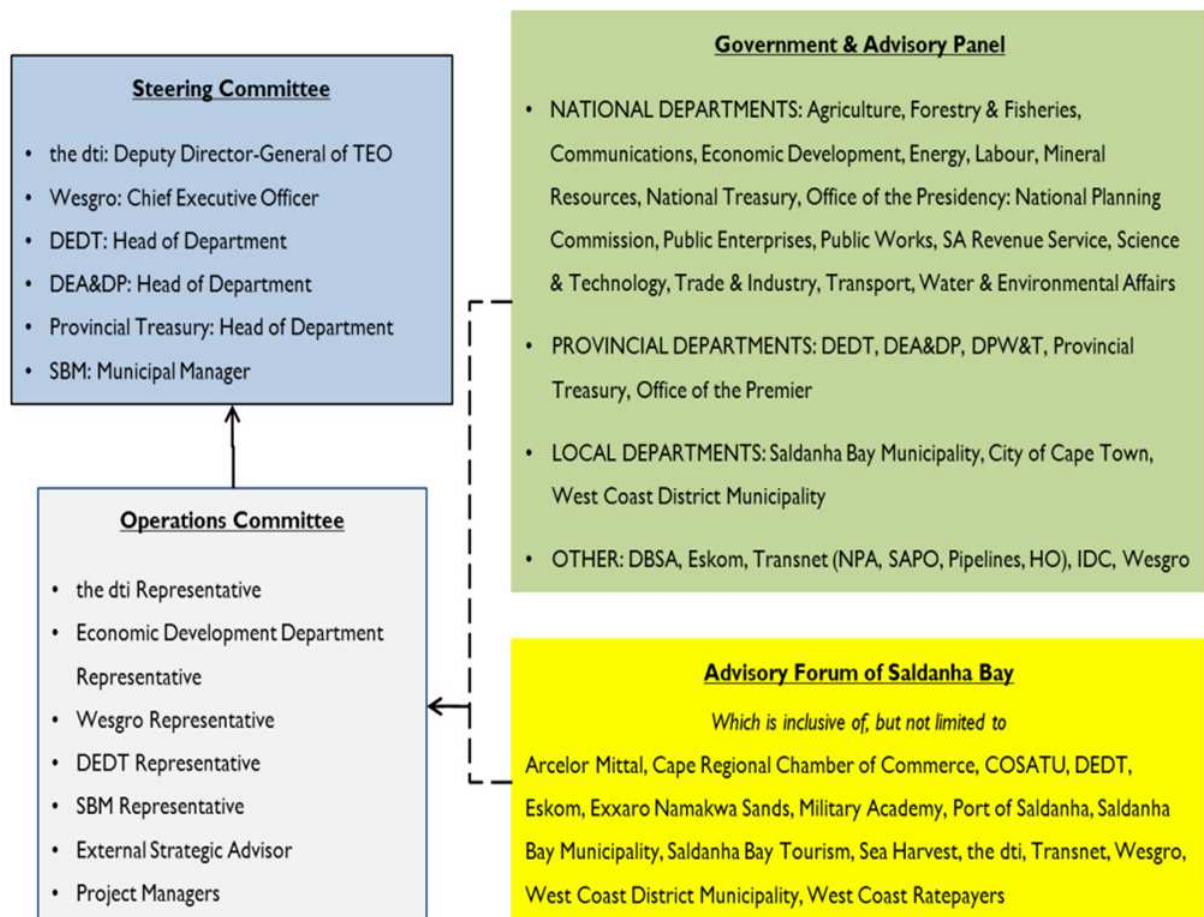 Steering Committee
• the dti: Deputy Director-General of TEO
• Wesgro: Chief Executive Officer
• DEDT: Head of Department
• DEA&DP: Head of Department
• Provincial Treasury: Head of Department
• SBM: Municipal Manager
Operations Committee
• the dti Representative
• Economic Development Department
Representative
• Wesgro Representative
• DEDT Representative
• SBM Representative
• External Strategic Advisor
• Project Managers
Government & Advisory Panel
• NATIONAL DEPARTMENTS: Agriculture, Forestry & Fisheries,
Communications, Economic Development, Energy, Labour, Mineral
Resources, National Treasury, Office of the Presidency: National Planning
Commission, Public Enterprises, Public Works, SA Revenue Service, Science
& Technology, Trade & Industry, Transport, Water & Environmental Affairs
• PROVINCIAL DEPARTMENTS: DEDT, DEA&DP, DPW&T, Provincial
Treasury, Office of the Premier
• LOCAL DEPARTMENTS: Saldanha Bay Municipality, City of Cape Town,
West Coast District Municipality
• OTHER: DBSA, Eskom, Transnet (NPA, SAPO, Pipelines, HO), IDC, Wesgro
Advisory Forum of Saldanha Bay
Which is inclusive of, but not limited to
Arcelor Mittal, Cape Regional Chamber of Commerce, COSATU, DEDT,
Eskom, Exxaro Namakwa Sands, Military Academy, Port of Saldanha, Saldanha
Bay Municipality, Saldanha Bay Tourism, Sea Harvest, the dti, Transnet, Wesgro,
West Coast District Municipality, West Coast Ratepayers